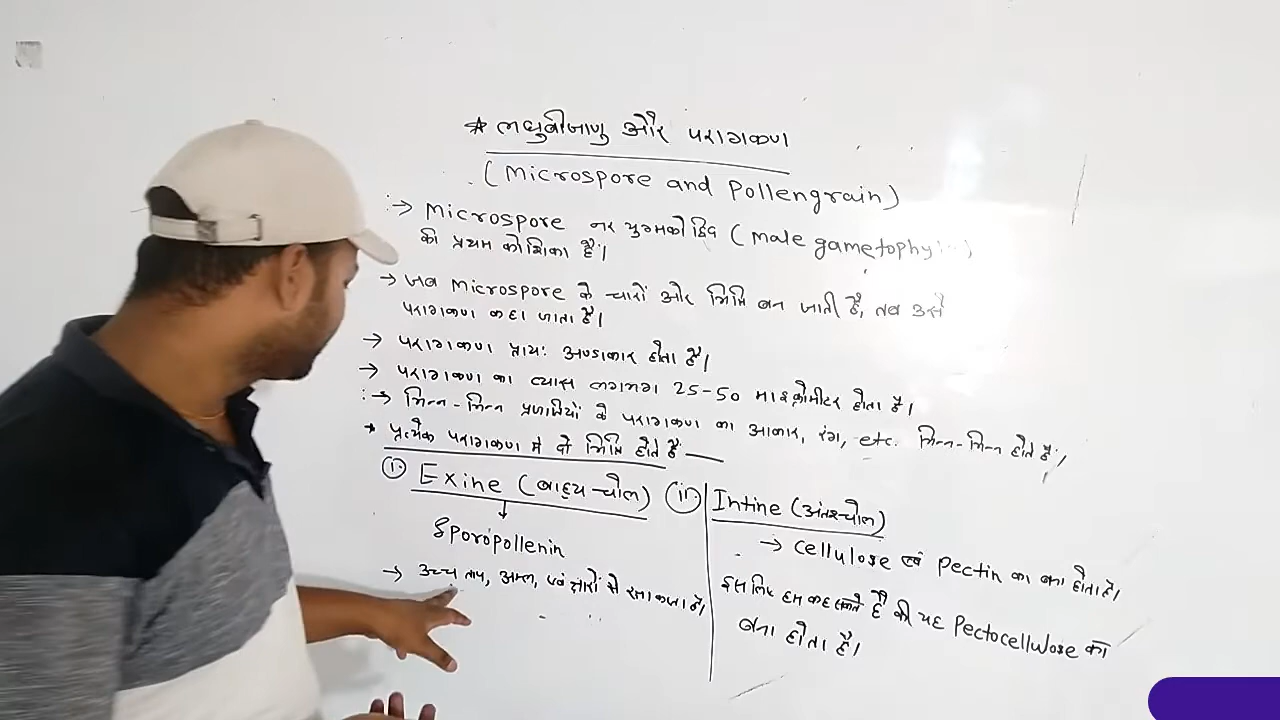 * लघुबीजाणु और परागकण
(Microspore and Pollengrain)
:→ Microspore नर युग्मकोद्भिद (Male gametophy...)
की प्रथम कोशिका है।
→ जब Microspore के चारों ओर भित्ति बन जाती है, तब उसे
परागकण कहा जाता है।
→ परागकण प्रायः अण्डाकार होता है।
→ परागकण का व्यास लगभग 25-50 माइक्रोमीटर होता है।
:→ भिन्न-भिन्न प्रजातियों के परागकण का आकार, रंग, etc. भिन्न-भिन्न होते है।
* प्रत्येक परागकण में दो भित्ति होते है —
(i) Exine (बाह्य-चोल)
Sporopollenin
→ उच्च ताप, अम्ल, एवं क्षारों से रक्षा करता है।
(ii) Intine (अंतश्चोल)
→ Cellulose एवं Pectin का बना होता है।
इसलिए हम कह सकते है की यह Pectocellulose का
बना होता है।